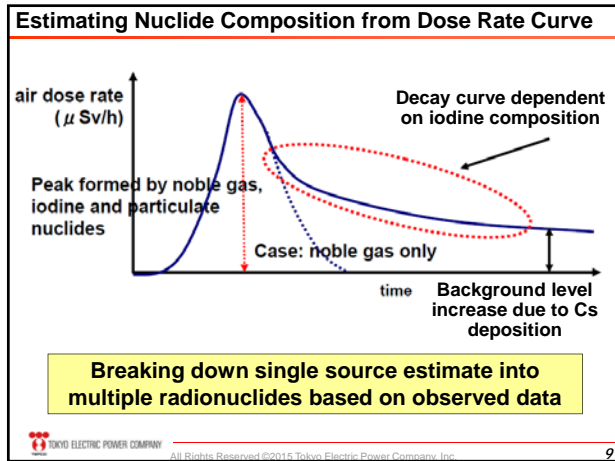 Estimating Nuclide Composition from Dose Rate Curve
air dose rate
(μSv/h)
Decay curve dependent
on iodine composition
Peak formed by noble gas,
iodine and particulate
nuclides
Case: noble gas only
time
Background level
increase due to Cs
deposition
Breaking down single source estimate into
multiple radionuclides based on observed data
TEPCO
TOKYO ELECTRIC POWER COMPANY
All Rights Reserved ©2015 Tokyo Electric Power Company, Inc.
9